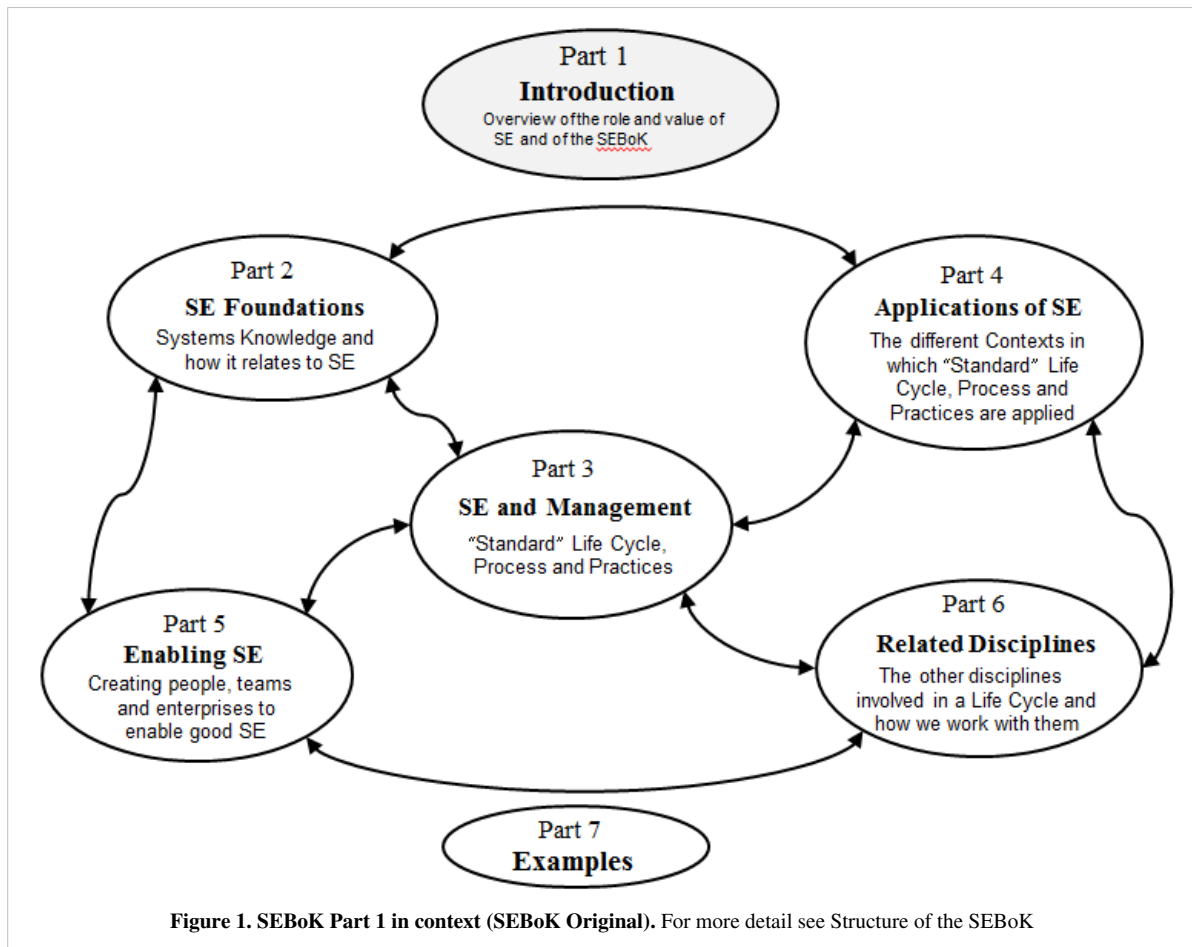 Part 1
Introduction
Overview of the role and value of
SE and of the SEBoK
Part 2
SE Foundations
Systems Knowledge and
how it relates to SE
Part 4
Applications of SE
The different Contexts in
which “Standard” Life
Cycle, Process and
Practices are applied
Part 3
SE and Management
“Standard” Life Cycle,
Process and Practices
Part 5
Enabling SE
Creating people, teams
and enterprises to
enable good SE
Part 6
Related Disciplines
The other disciplines
involved in a Life Cycle and
how we work with them
Part 7
Examples
Figure 1. SEBoK Part 1 in context (SEBoK Original). For more detail see Structure of the SEBoK